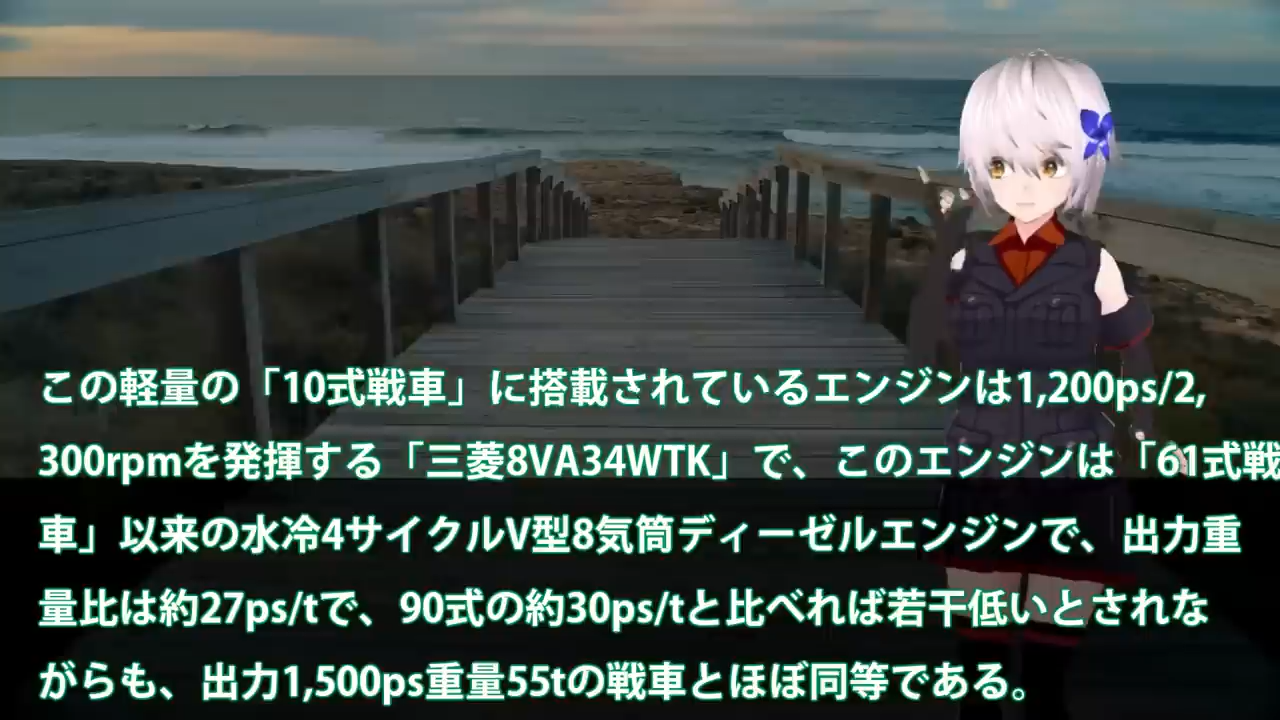 この軽量の「10式戦車」に搭載されているエンジンは1,200ps/2,
300rpmを発揮する「三菱8VA34WTK」で、このエンジンは「61式戦
車」以来の水冷4サイクルV型8気筒ディーゼルエンジンで、出力重
量比は約27ps/tで、90式の約30ps/tと比べれば若干低いとされな
がらも、出力1,500ps重量55tの戦車とほぼ同等である。